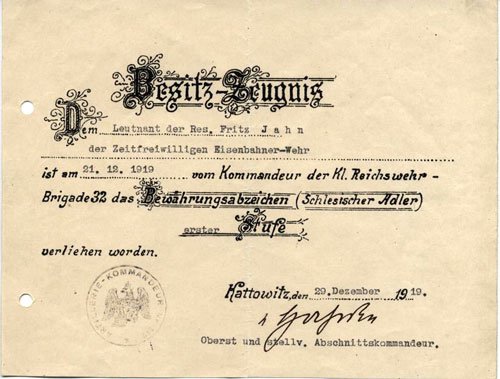 Besitz-Zeugnis
Dem Leutnant der Res. Fritz Jahn
der Zeitfreiwilligen Eisenbahner-Wehr
ist am 21. 12. 1919 vom Kommandeur der Kl. Reichswehr-
Brigade 32 das Bewährungsabzeichen (Schlesischer Adler)
erster Stufe
verliehen worden.
Kattowitz, den 29. Dezember 1919.
Oberst und stellv. Abschnittskommandeur.